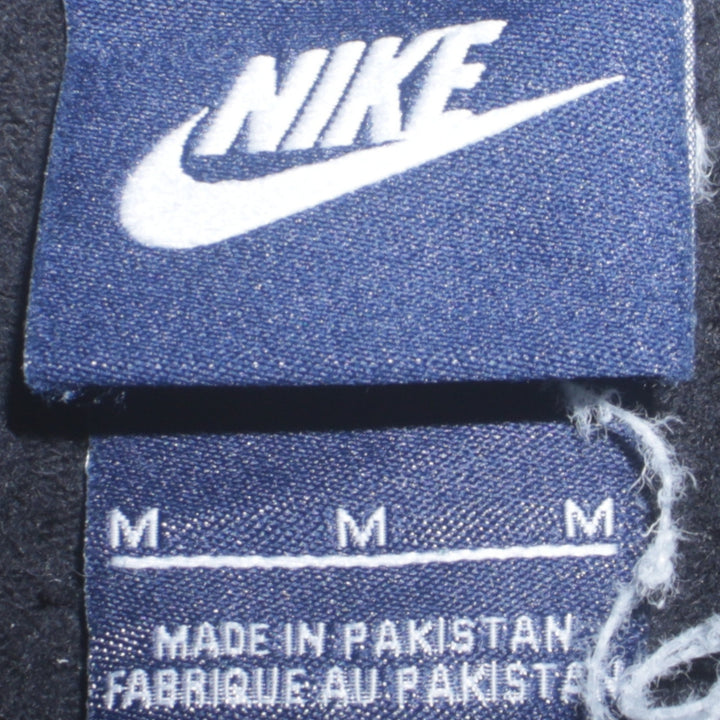 NIKE
M M M
MADE IN PAKISTAN
FABRIQUE AU PAKISTAN